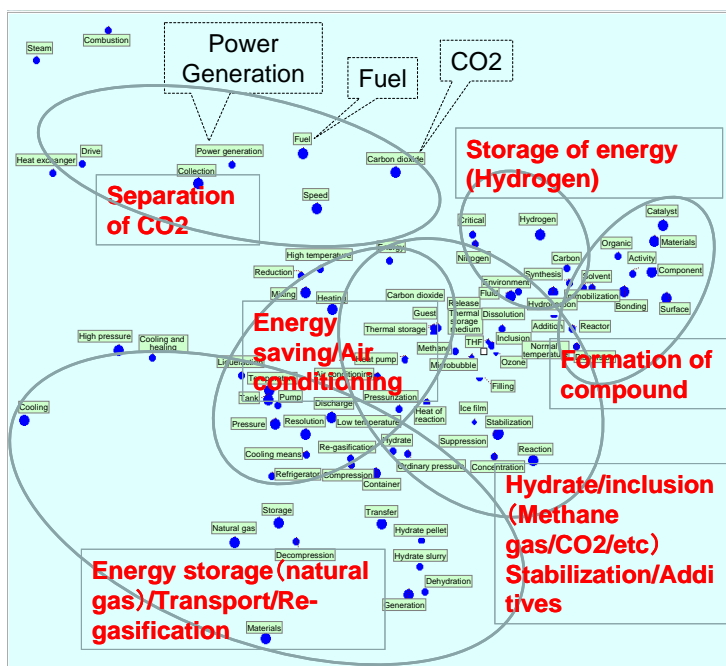 Combustion
Steam
Power
Generation
Fuel
CO2
Drive
Power generation
Fuel
Carbon dioxide
Heat exchanger
Collection
Separation
of CO2
Speed
Storage of energy
(Hydrogen)
Critical
Hydrogen
Nitrogen
Catalyst
Organic
Materials
Carbon
Activity
Synthesis
Solvent
Component
Environment
Fluid
Immobilization
Hydrogenation
Bonding
Surface
High temperature
Energy
Reduction
Mixing
Heating
Carbon dioxide
Release
Guest
Thermal storage
Thermal
storage
medium
Dissolution
Addition
Reactor
Inclusion
THF
Normal
temperature
Methane
Microbubble
Ozone
Filling
Formation of
compound
Energy
saving/Air
conditioning
High pressure
Cooling and
heating
Liquefaction
Temperature
Heat pump
Air conditioning
Tank
Pump
Pressurization
Cooling
Discharge
Pressure
Resolution
Low temperature
Heat of
reaction
Ice film
Stabilization
Suppression
Cooling means
Re-gasification
Hydrate
Reaction
Refrigerator
Compression
Ordinary pressure
Concentration
Container
Hydrate/inclusion
(Methane
gas/CO2/etc)
Stabilization/Addi
tives
Storage
Transfer
Natural gas
Hydrate pellet
Decompression
Hydrate slurry
Energy storage(natural
gas)/Transport/Re-
gasification
Dehydration
Generation
Materials